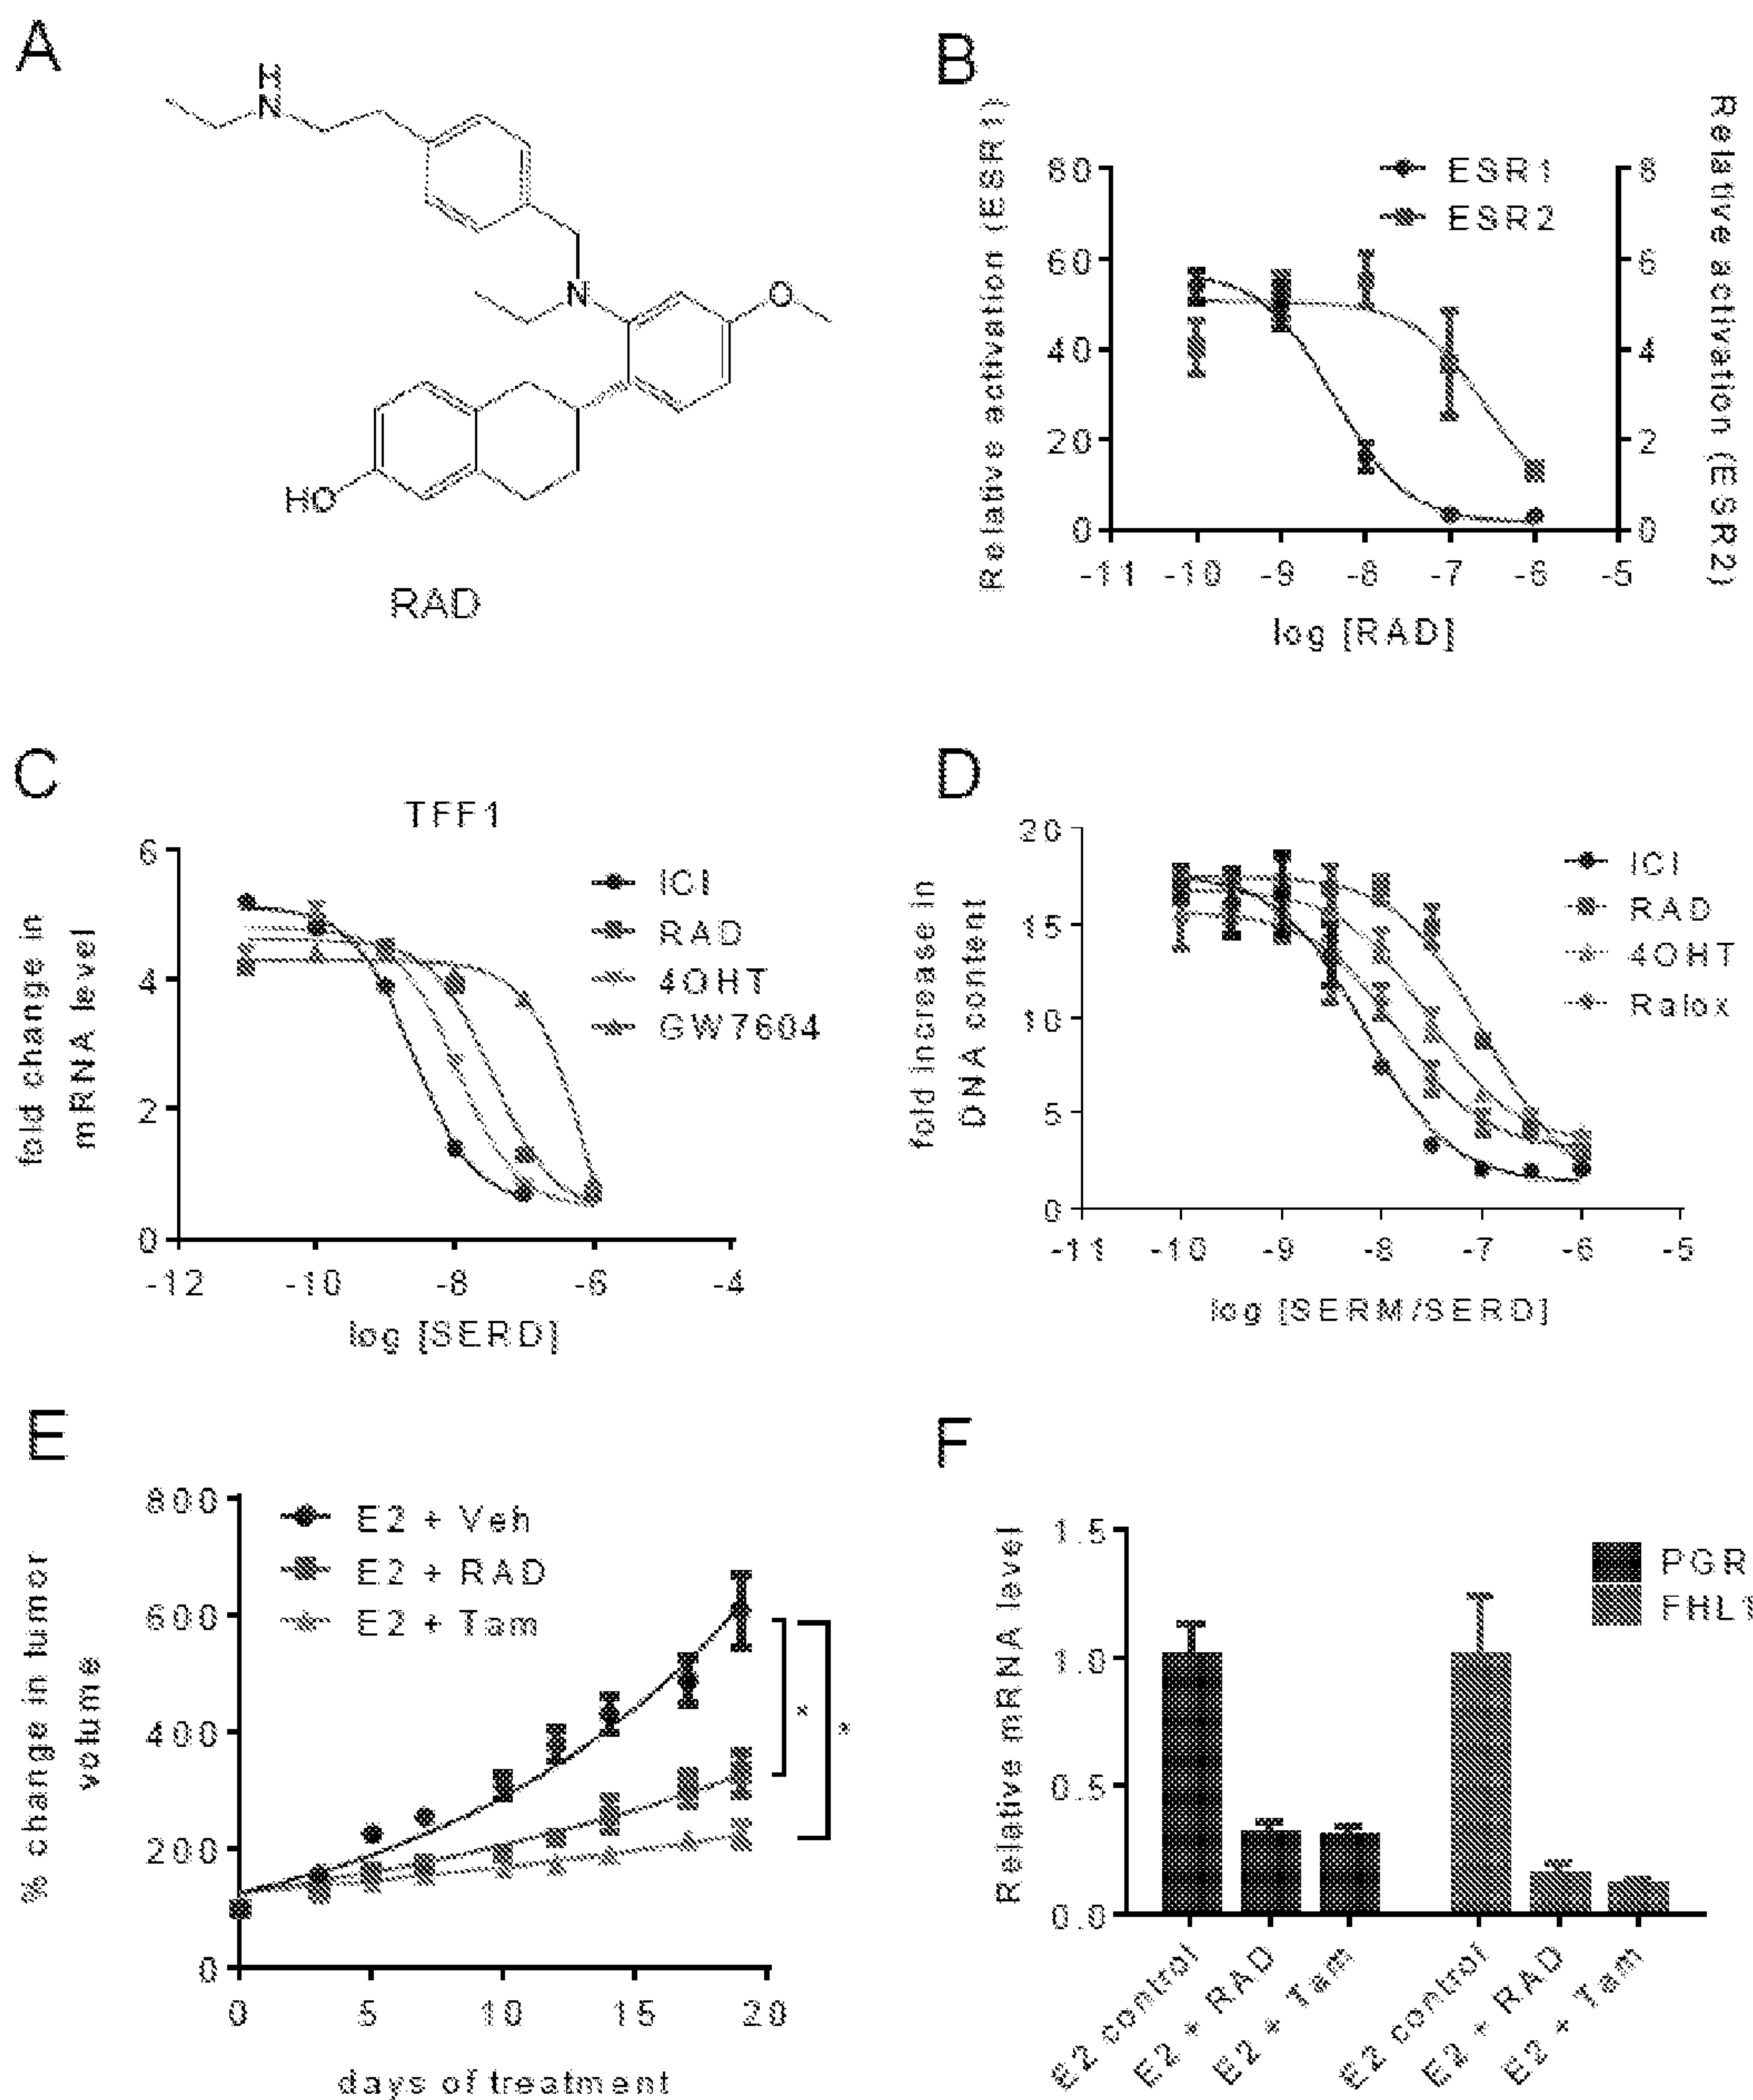 A
H
N
N
O
HO
RAD
B
Relative activation (ESR1)
Relative activation (ESR2)
ESR1
ESR2
80
60
40
20
0
8
6
4
2
0
-11 -10 -9 -8 -7 -6 -5
log [RAD]
C
TFF1
fold change in
mRNA level
6
4
2
0
ICI
RAD
4OHT
GW7604
-12 -10 -8 -6 -4
log [SERD]
D
fold increase in
DNA content
20
15
10
5
0
ICI
RAD
4OHT
Ralox
-11 -10 -9 -8 -7 -6 -5
log [SERM/SERD]
E
% change in tumor
volume
800
600
400
200
0
E2 + Veh
E2 + RAD
E2 + Tam
*
*
0 5 10 15 20
days of treatment
F
Relative mRNA level
1.5
1.0
0.5
0.0
PGR
FHL1
E2 control
E2 + RAD
E2 + Tam
E2 control
E2 + RAD
E2 + Tam